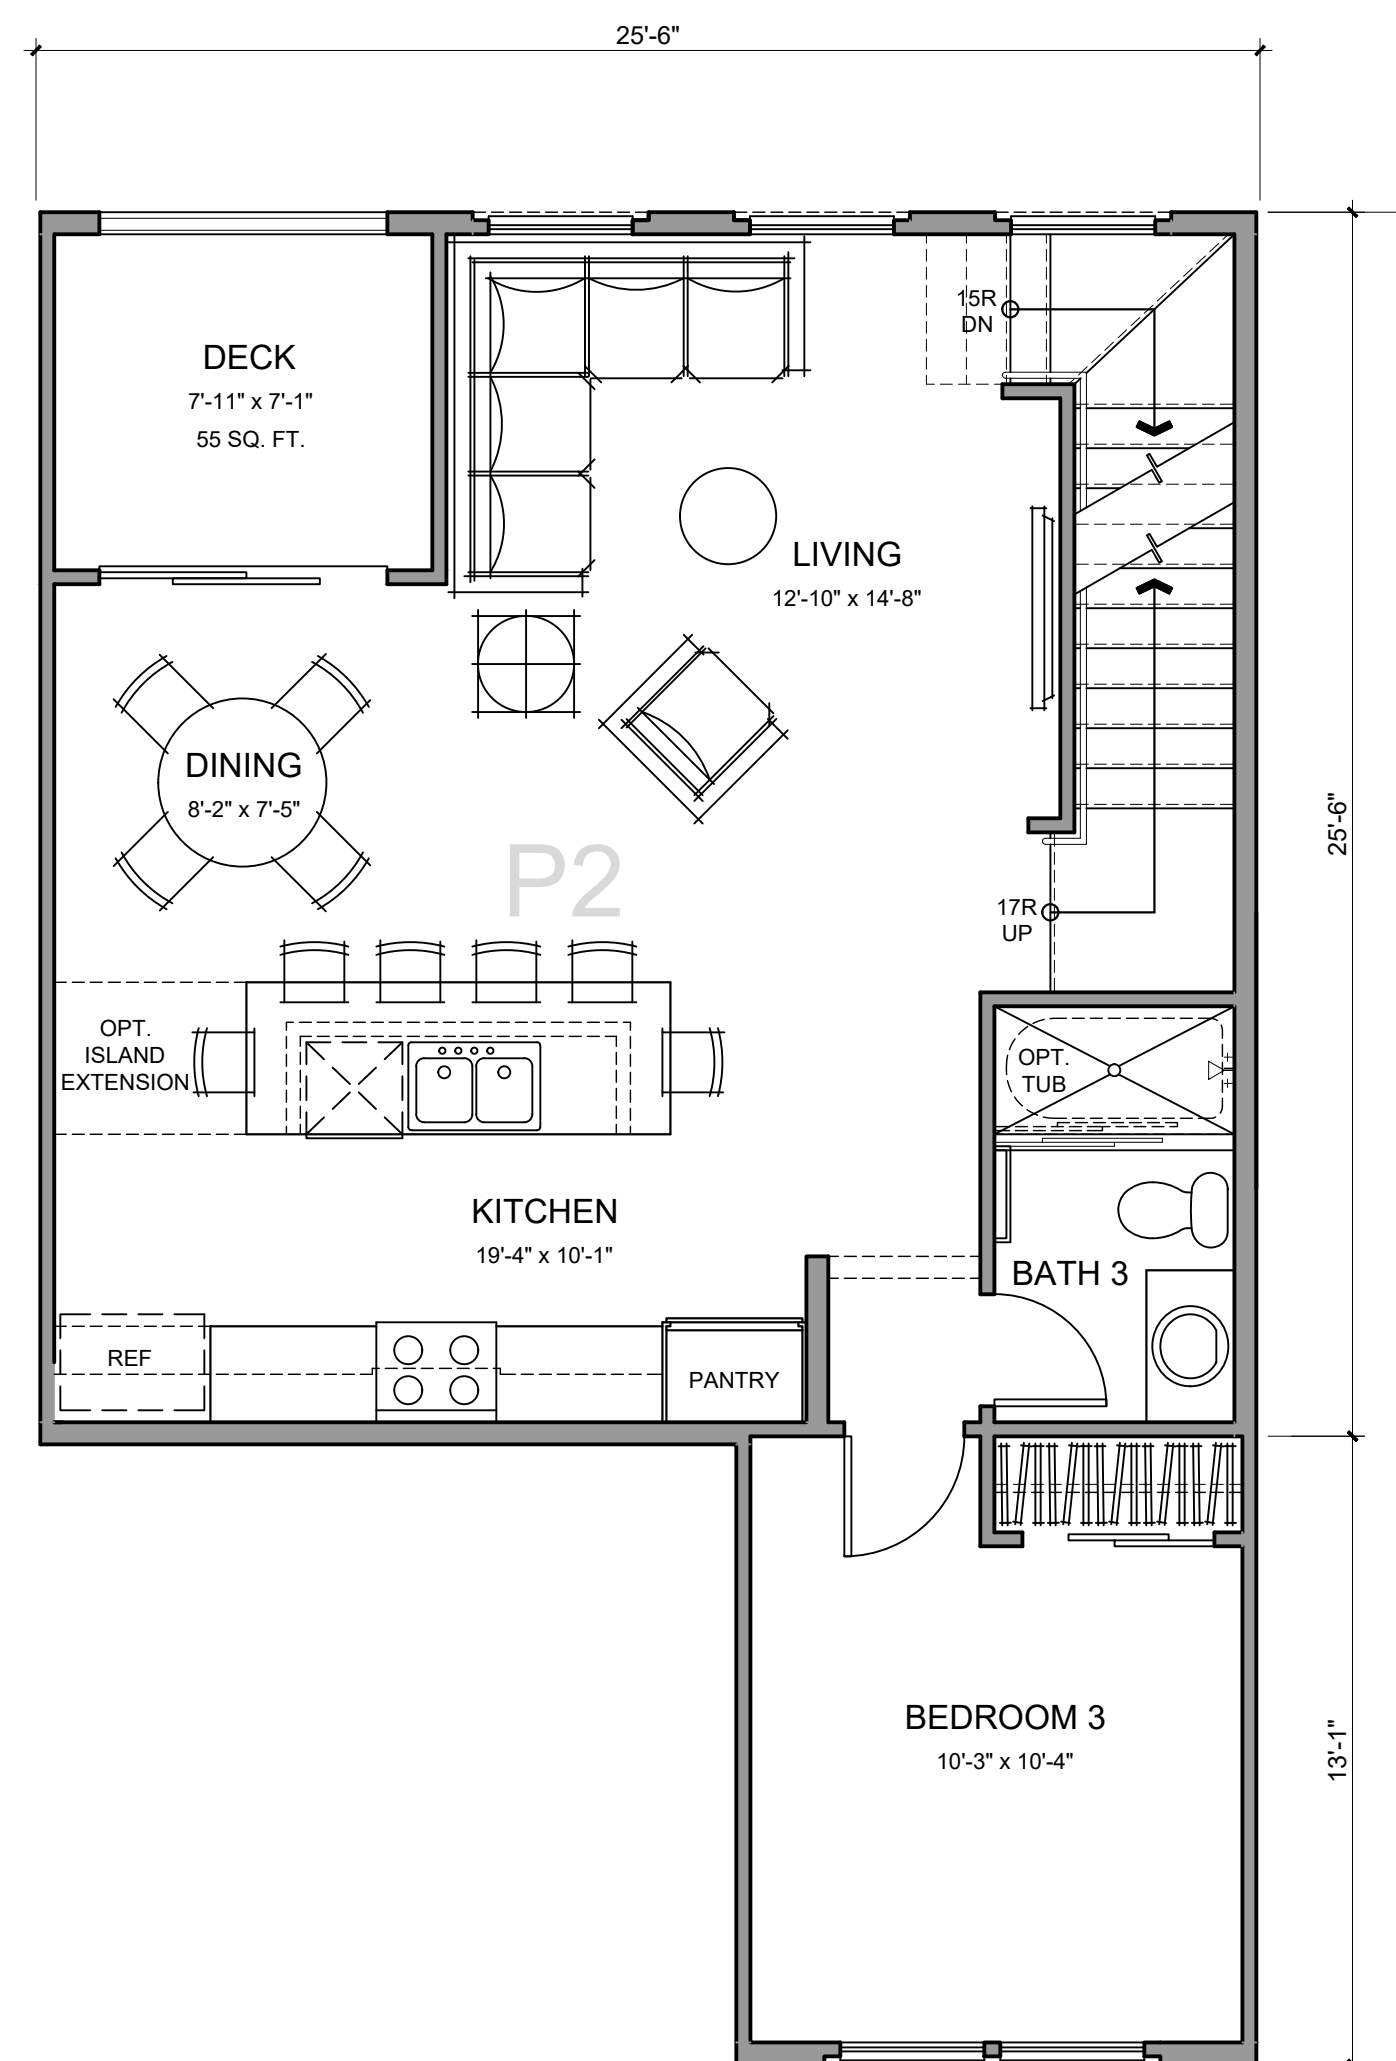 25'-6"
15R
DN
DECK
7'-11" x 7'-1"
55 SQ. FT.
LIVING
12'-10" x 14'-8"
DINING
8'-2" x 7'-5"
25'-6"
P2
17R
UP
OPT.
ISLAND
EXTENSION
OPT.
TUB
KITCHEN
19'-4" x 10'-1"
BATH 3
REF
PANTRY
BEDROOM 3
10'-3" x 10'-4"
13'-1"